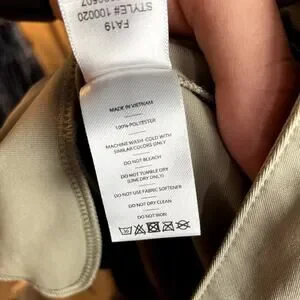 STYLE# 100020
FA19
MADE IN VIETNAM
100% POLYESTER
MACHINE WASH COLD WITH
SIMILAR COLORS ONLY
DO NOT BLEACH
DO NOT TUMBLE DRY
(LINE DRY ONLY)
DO NOT USE FABRIC SOFTENER
DO NOT DRY CLEAN
DO NOT IRON